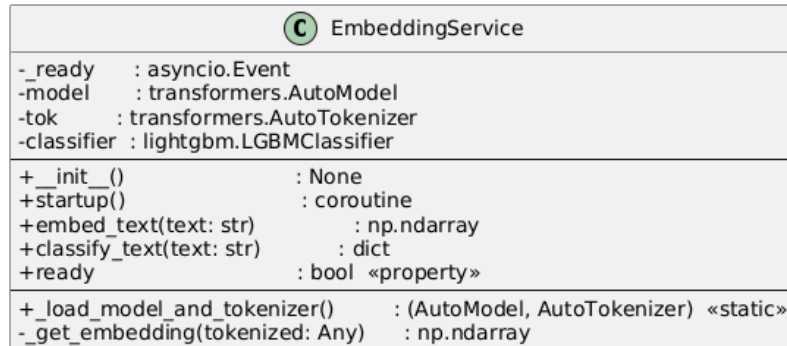 C EmbeddingService
-_ready : asyncio.Event
-model : transformers.AutoModel
-tok : transformers.AutoTokenizer
-classifier : lightgbm.LGBMClassifier
+__init__() : None
+startup() : coroutine
+embed_text(text: str) : np.ndarray
+classify_text(text: str) : dict
+ready : bool «property»
+_load_model_and_tokenizer() : (AutoModel, AutoTokenizer) «static»
-_get_embedding(tokenized: Any) : np.ndarray